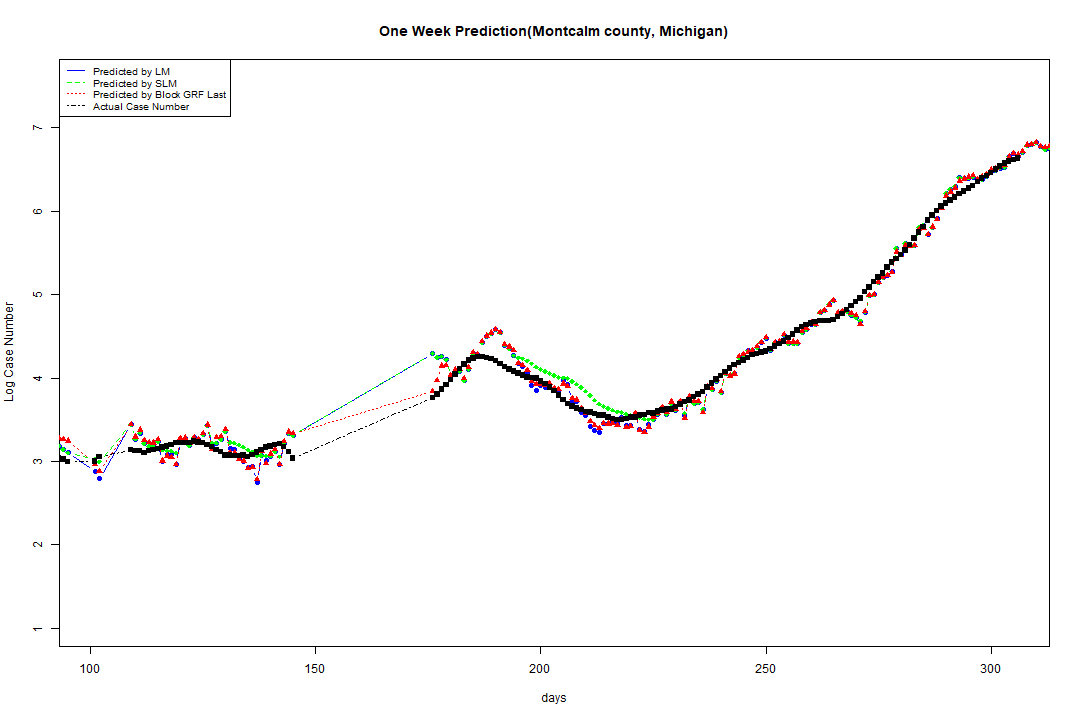 One Week Prediction(Montcalm county, Michigan)
Predicted by LM
Predicted by SLM
Predicted by Block GRF Last
Actual Case Number
Log Case Number
7
6
5
4
3
2
1
100 150 200 250 300
days